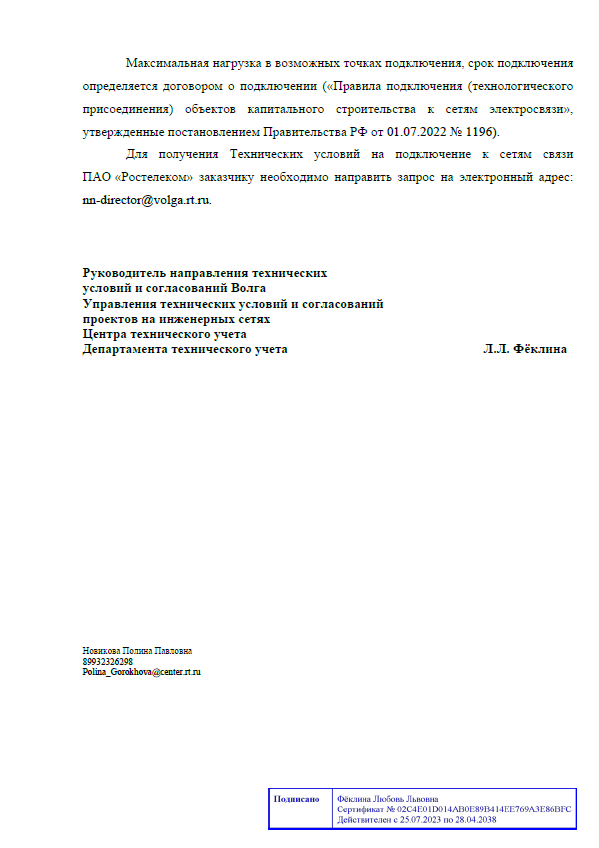 Максимальная нагрузка в возможных точках подключения, срок подключения
определяется договором о подключении («Правила подключения (технологического
присоединения) объектов капитального строительства к сетям электросвязи»,
утвержденные постановлением Правительства РФ от 01.07.2022 № 1196).
Для получения Технических условий на подключение к сетям связи
ПАО «Ростелеком» заказчику необходимо направить запрос на электронный адрес:
nn-director@volga.rt.ru.
Руководитель направления технических
условий и согласований Волга
Управления технических условий и согласований
проектов на инженерных сетях
Центра технического учета
Департамента технического учета Л.Л. Фёклина
Новикова Полина Павловна
89932326298
Polina_Gorokhova@center.rt.ru
Подписано Фёклина Любовь Львовна
Сертификат № 02C4E01D014AB0E89B414EE769A3E86BFC
Действителен с 25.07.2023 по 28.04.2038